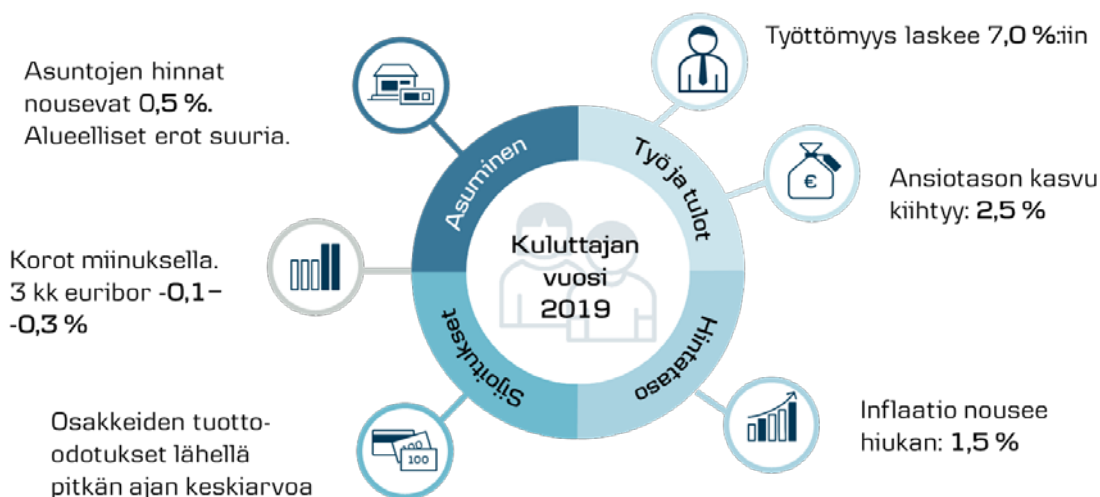 Asuntojen hinnat
nousevat 0,5 %.
Alueelliset erot suuria.
Korot miinuksella.
3 kk euribor -0,1–
-0,3 %
Osakkeiden tuotto-
odotukset lähellä
pitkän ajan keskiarvoa
Asuminen
Työ ja tulot
Sijoitukset
Hintataso
Kuluttajan
vuosi
2019
Työttömyys laskee 7,0 %:iin
€
Ansiotason kasvu
kiihtyy: 2,5 %
Inflaatio nousee
hiukan: 1,5 %
100